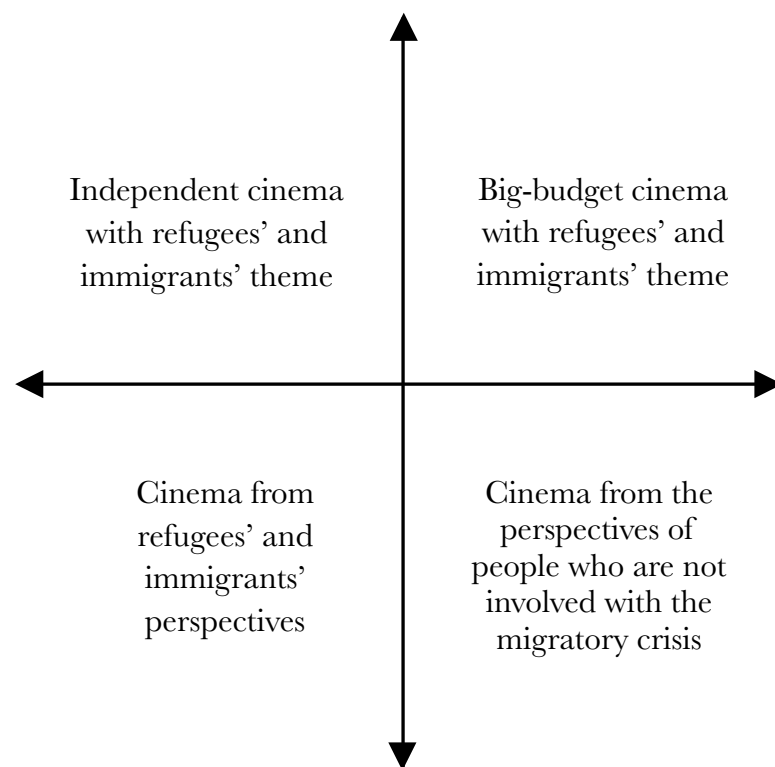 Independent cinema
with refugees’ and
immigrants’ theme
Big-budget cinema
with refugees’ and
immigrants’ theme
Cinema from
refugees’ and
immigrants’
perspectives
Cinema from the
perspectives of
people who are not
involved with the
migratory crisis